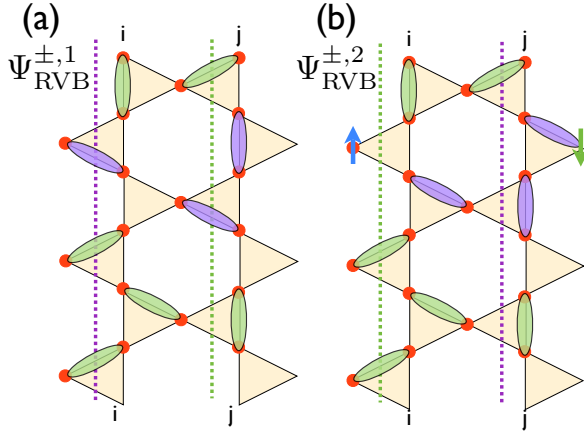 (a)
i
j
Ψ^{±,1}_{RVB}
i
j
(b)
i
j
Ψ^{±,2}_{RVB}
i
j